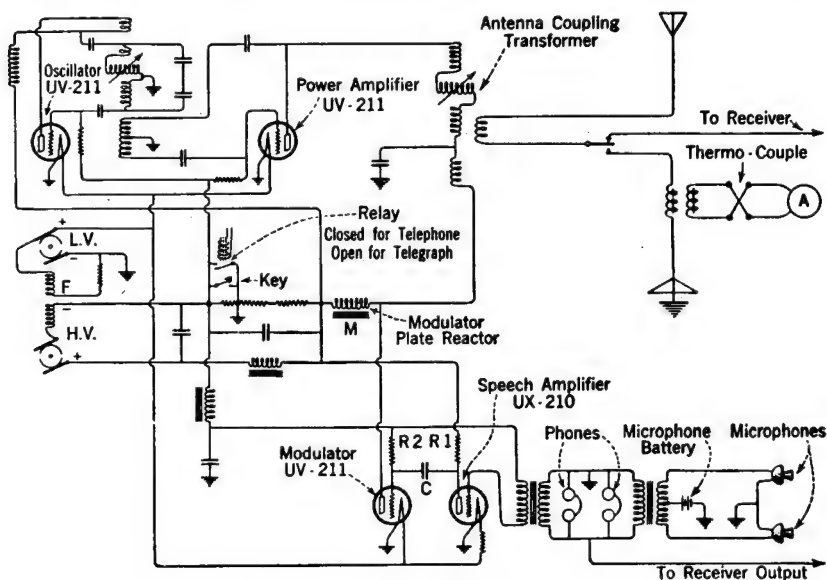 Antenna Coupling
Transformer
Oscillator
UV-211
Power Amplifier
UV-211
To Receiver
Thermo-Couple
A
+
L.V.
-
F
-
H.V.
+
Relay
Closed for Telephone
Open for Telegraph
Key
M
Modulator
Plate Reactor
Speech Amplifier
UX-210
Modulator
UV-211
R2 R1
C
Phones
Microphone
Battery
Microphones
To Receiver Output